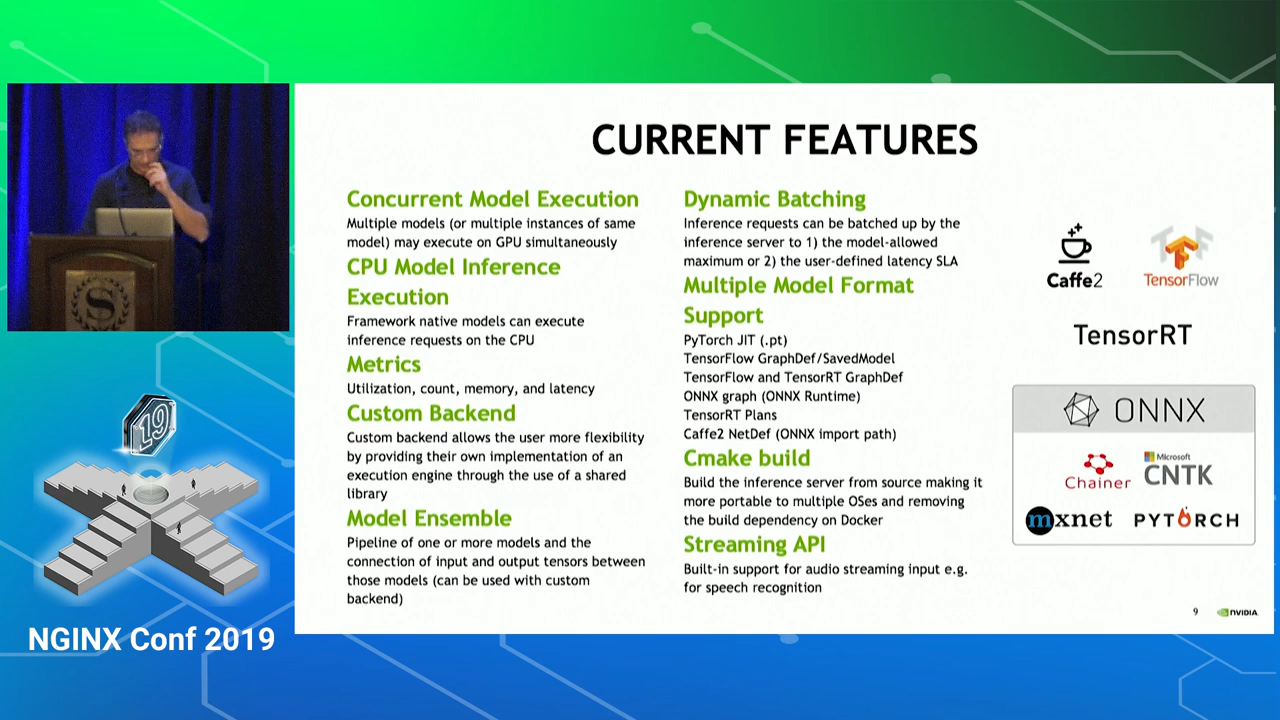 CURRENT FEATURES
Concurrent Model Execution
Multiple models (or multiple instances of same
model) may execute on GPU simultaneously
CPU Model Inference
Execution
Framework native models can execute
inference requests on the CPU
Metrics
Utilization, count, memory, and latency
Custom Backend
Custom backend allows the user more flexibility
by providing their own implementation of an
execution engine through the use of a shared
library
Model Ensemble
Pipeline of one or more models and the
connection of input and output tensors between
those models (can be used with custom
backend)
Dynamic Batching
Inference requests can be batched up by the
inference server to 1) the model-allowed
maximum or 2) the user-defined latency SLA
Multiple Model Format
Support
PyTorch JIT (.pt)
TensorFlow GraphDef/SavedModel
TensorFlow and TensorRT GraphDef
ONNX graph (ONNX Runtime)
TensorRT Plans
Caffe2 NetDef (ONNX import path)
Cmake build
Build the inference server from source making it
more portable to multiple OSes and removing
the build dependency on Docker
Streaming API
Built-in support for audio streaming input e.g.
for speech recognition
Caffe2
TensorFlow
TensorRT
ONNX
Chainer
Microsoft
CNTK
mxnet
PYTORCH
9
NVIDIA
S
19
NGINX Conf 2019